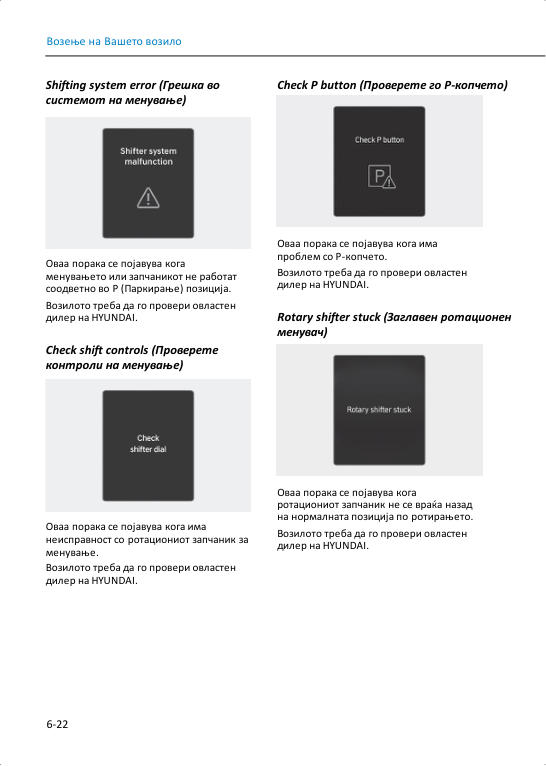 Возење на Вашето возило
Shifting system error (Грешка во
системот на менување)
Shifter system
malfunction
Оваа порака се појавува кога
менувањето или запчаникот не работат
соодветно во P (Паркирање) позиција.
Возилото треба да го провери овластен
дилер на HYUNDAI.
Check shift controls (Проверете
контроли на менување)
Check
shifter dial
Оваа порака се појавува кога има
неисправност со ротациониот запчаник за
менување.
Возилото треба да го провери овластен
дилер на HYUNDAI.
Check P button (Проверете го P-копчето)
Check P button
P
Оваа порака се појавува кога има
проблем со P-копчето.
Возилото треба да го провери овластен
дилер на HYUNDAI.
Rotary shifter stuck (Заглавен ротационен
менувач)
Rotary shifter stuck
Оваа порака се појавува кога
ротациониот запчаник не се враќа назад
на нормалната позиција по ротирањето.
Возилото треба да го провери овластен
дилер на HYUNDAI.
6-22